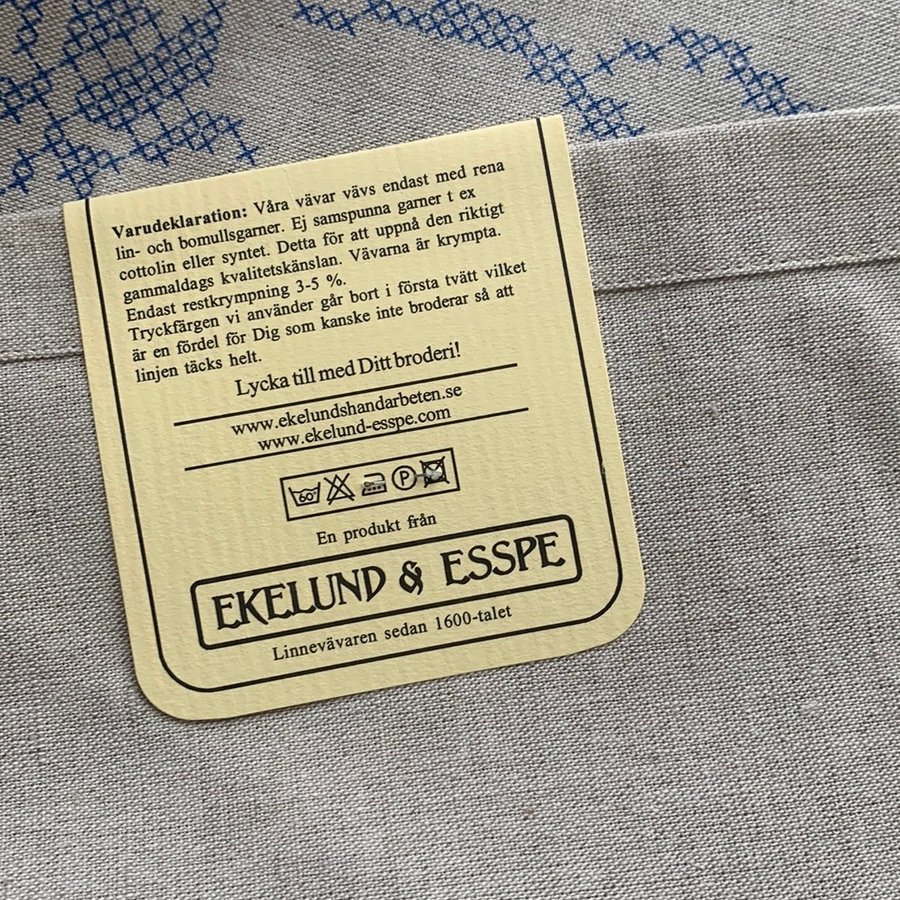 Varudeklaration: Våra vävar vävs endast med rena
lin- och bomullsgarner. Ej samspunna garner t ex
cottolin eller syntet. Detta för att uppnå den riktigt
gammaldags kvalitetskänslan. Vävarna är krympta.
Endast restkrympning 3-5 %.
Tryckfärgen vi använder går bort i första tvätt vilket
är en fördel för Dig som kanske inte broderar så att
linjen täcks helt.
Lycka till med Ditt broderi!
www.ekelundshandarbeten.se
www.ekelund-esspe.com
60° P
En produkt från
EKELUND & ESSPE
Linnevävaren sedan 1600-talet